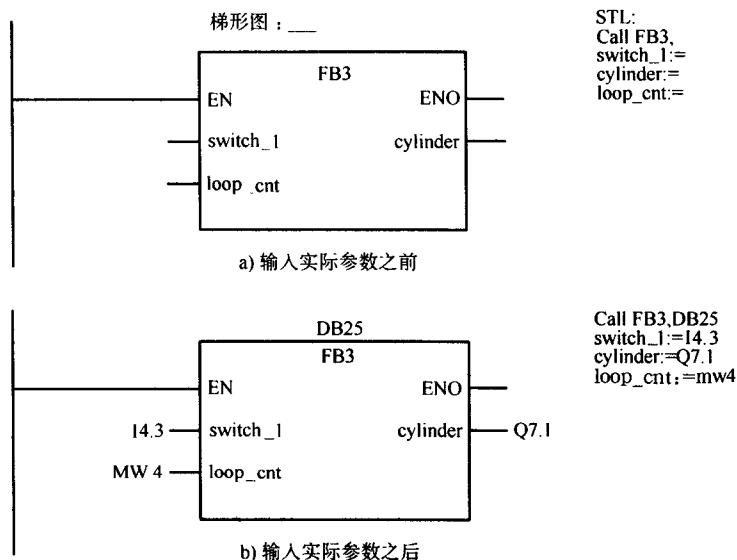 梯形图：___
STL:
Call FB3,
switch_1:=
cylinder:=
loop_cnt:=
FB3
EN
ENO
switch_1
cylinder
loop_cnt
a) 输入实际参数之前
DB25
FB3
EN
ENO
I4.3
switch_1
cylinder
Q7.1
MW 4
loop_cnt
Call FB3,DB25
switch_1:=I4.3
cylinder:=Q7.1
loop_cnt:=mw4
b) 输入实际参数之后